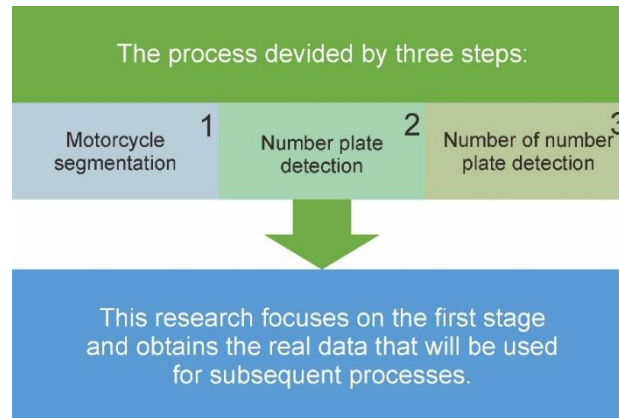 The process devided by three steps:
1
Motorcycle
segmentation
2
Number plate
detection
3
Number of number
plate detection
This research focuses on the first stage
and obtains the real data that will be used
for subsequent processes.